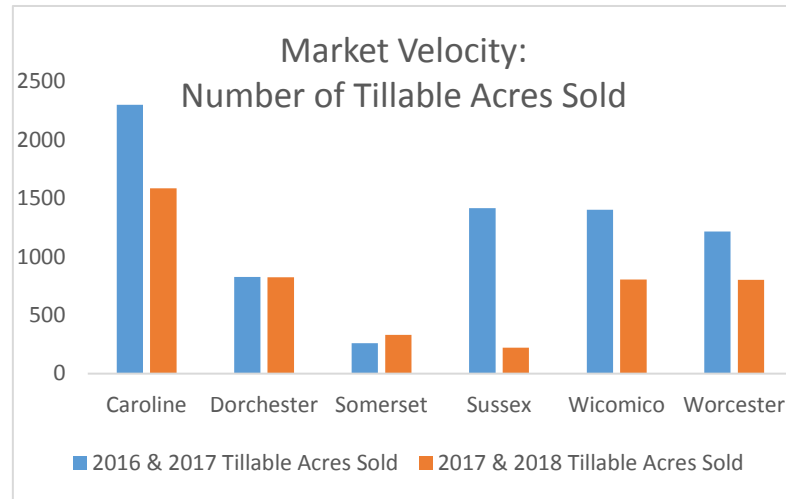 Market Velocity:
Number of Tillable Acres Sold
2500
2000
1500
1000
500
0
Caroline Dorchester Somerset Sussex Wicomico Worcester
2016 & 2017 Tillable Acres Sold 2017 & 2018 Tillable Acres Sold